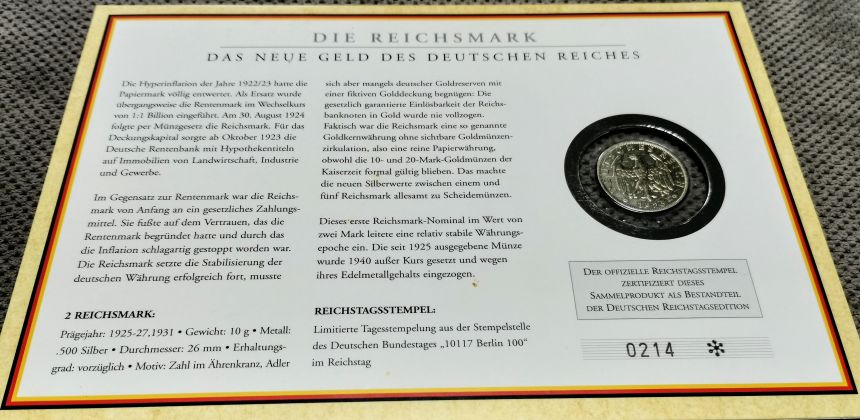 DIE REICHSMARK
DAS NEUE GELD DES DEUTSCHEN REICHES
Die Hyperinflation der Jahre 1922/23 hatte die
Papiermark völlig entwertet. Als Ersatz wurde
übergangsweise die Rentenmark im Wechselkurs
von 1:1 Billion eingeführt. Am 30. August 1924
folgte per Münzgesetz die Reichsmark. Für das
Deckungskapital sorgte ab Oktober 1923 die
Deutsche Rentenbank mit Hypothekentiteln
auf Immobilien von Landwirtschaft, Industrie
und Gewerbe.
Im Gegensatz zur Rentenmark war die Reichs-
mark von Anfang an ein gesetzliches Zahlungs-
mittel. Sie fußte auf dem Vertrauen, das die
Rentenmark begründet hatte und durch das
die Inflation schlagartig gestoppt worden war.
Die Reichsmark setzte die Stabilisierung der
deutschen Währung erfolgreich fort, musste
sich aber mangels deutscher Goldreserven mit
einer fiktiven Golddeckung begnügen: Die
gesetzlich garantierte Einlösbarkeit der Reichs-
banknoten in Gold wurde nie vollzogen.
Faktisch war die Reichsmark eine so genannte
Goldkernwährung ohne sichtbare Goldmünzen-
zirkulation, also eine reine Papierwährung,
obwohl die 10- und 20-Mark-Goldmünzen der
Kaiserzeit formal gültig blieben. Das machte
die neuen Silberwerte zwischen einem und
fünf Reichsmark allesamt zu Scheidemünzen.
Dieses erste Reichsmark-Nominal im Wert von
zwei Mark leitete eine relativ stabile Währungs-
epoche ein. Die seit 1925 ausgegebene Münze
wurde 1940 außer Kurs gesetzt und wegen
ihres Edelmetallgehalts eingezogen.
2 REICHSMARK:
Prägejahr: 1925-27,1931 • Gewicht: 10 g • Metall:
.500 Silber • Durchmesser: 26 mm • Erhaltungs-
grad: vorzüglich • Motiv: Zahl im Ährenkranz, Adler
REICHSTAGSSTEMPEL:
Limitierte Tagesstempelung aus der Stempelstelle
des Deutschen Bundestages „10117 Berlin 100“
im Reichstag
DER OFFIZIELLE REICHSTAGSSTEMPEL
ZERTIFIZIERT DIESES
SAMMELPRODUKT ALS BESTANDTEIL
DER DEUTSCHEN REICHSTAGSEDITION
0214 ✻